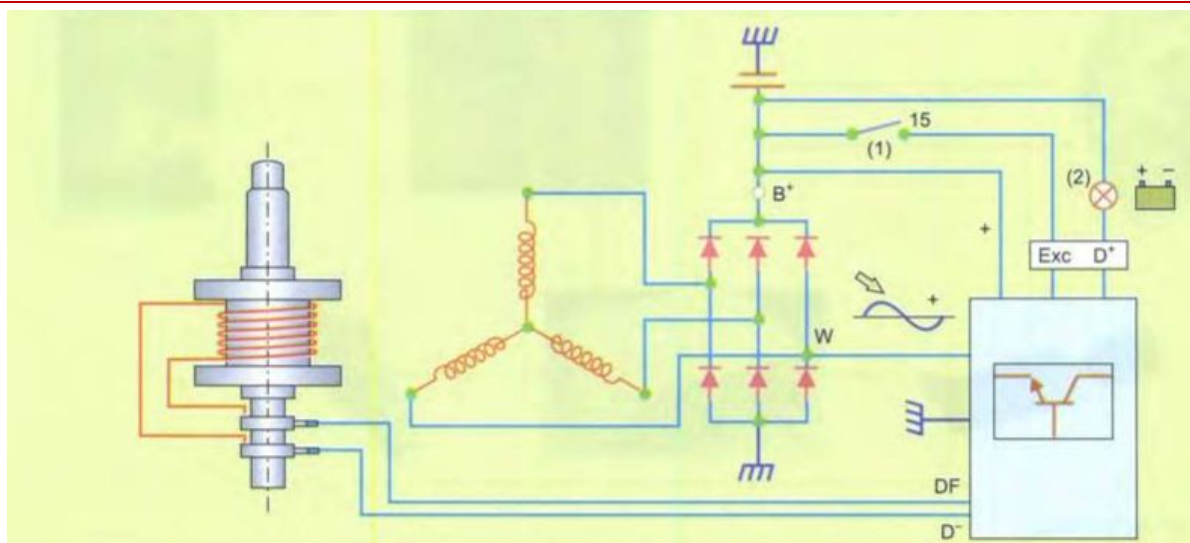 15
(1)
B+
(2)
+ −
+
Exc D+
+
W
DF
D−